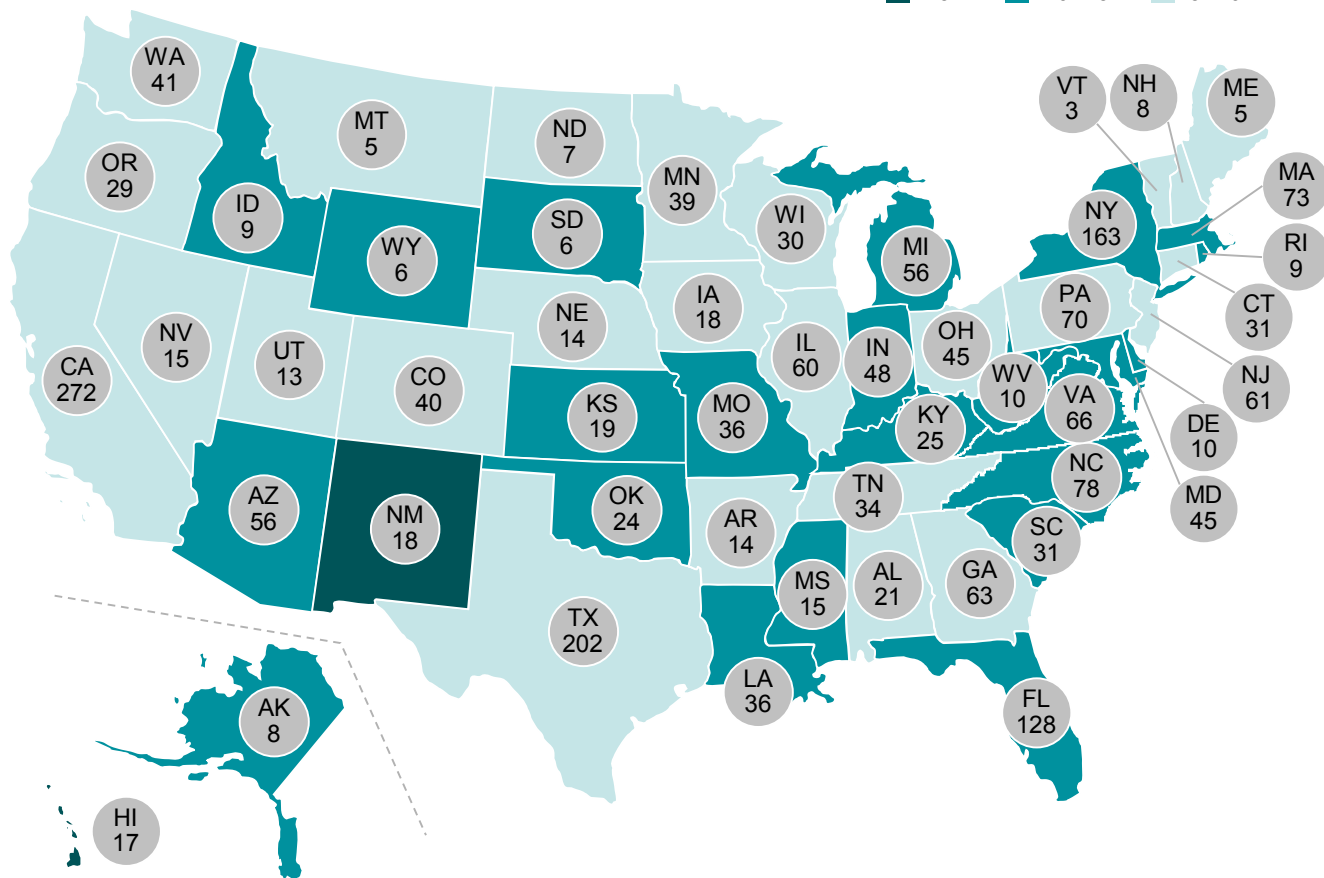 WA
41
OR
29
CA
272
NV
15
ID
9
MT
5
WY
6
UT
13
CO
40
AZ
56
NM
18
ND
7
SD
6
NE
14
KS
19
OK
24
TX
202
MN
39
IA
18
MO
36
AR
14
LA
36
WI
30
IL
60
MI
56
IN
48
OH
45
KY
25
TN
34
MS
15
AL
21
GA
63
FL
128
SC
31
NC
78
VA
66
WV
10
PA
70
NY
163
VT
3
NH
8
ME
5
MA
73
RI
9
CT
31
NJ
61
DE
10
MD
45
AK
8
HI
17